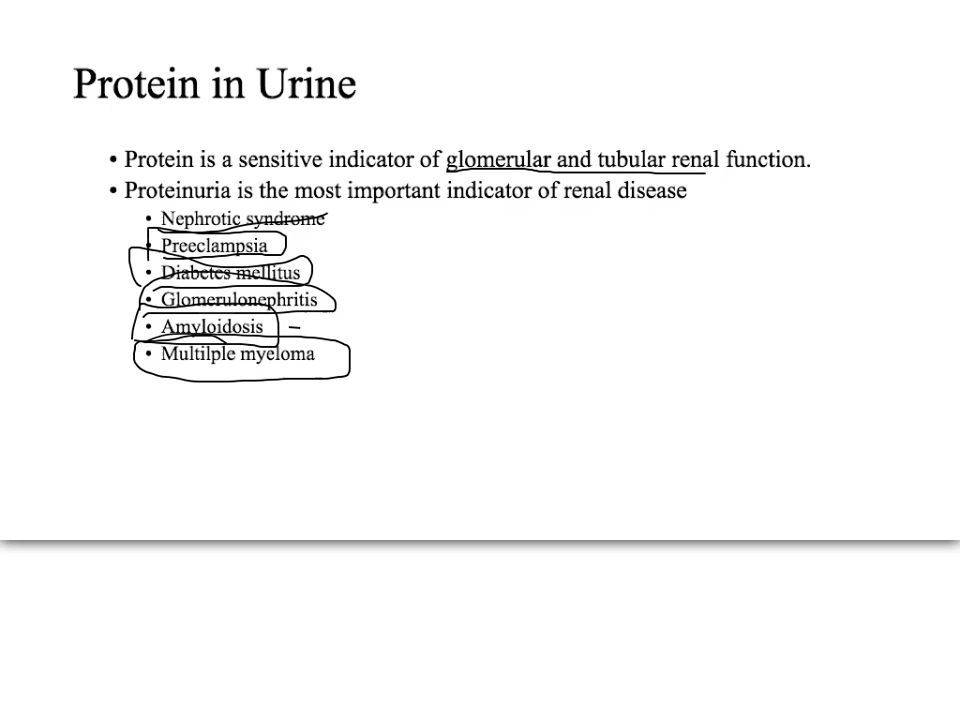 Protein in Urine
• Protein is a sensitive indicator of glomerular and tubular renal function.
• Proteinuria is the most important indicator of renal disease
• Nephrotic syndrome
• Preeclampsia
• Diabetes mellitus
• Glomerulonephritis
• Amyloidosis
• Multilple myeloma